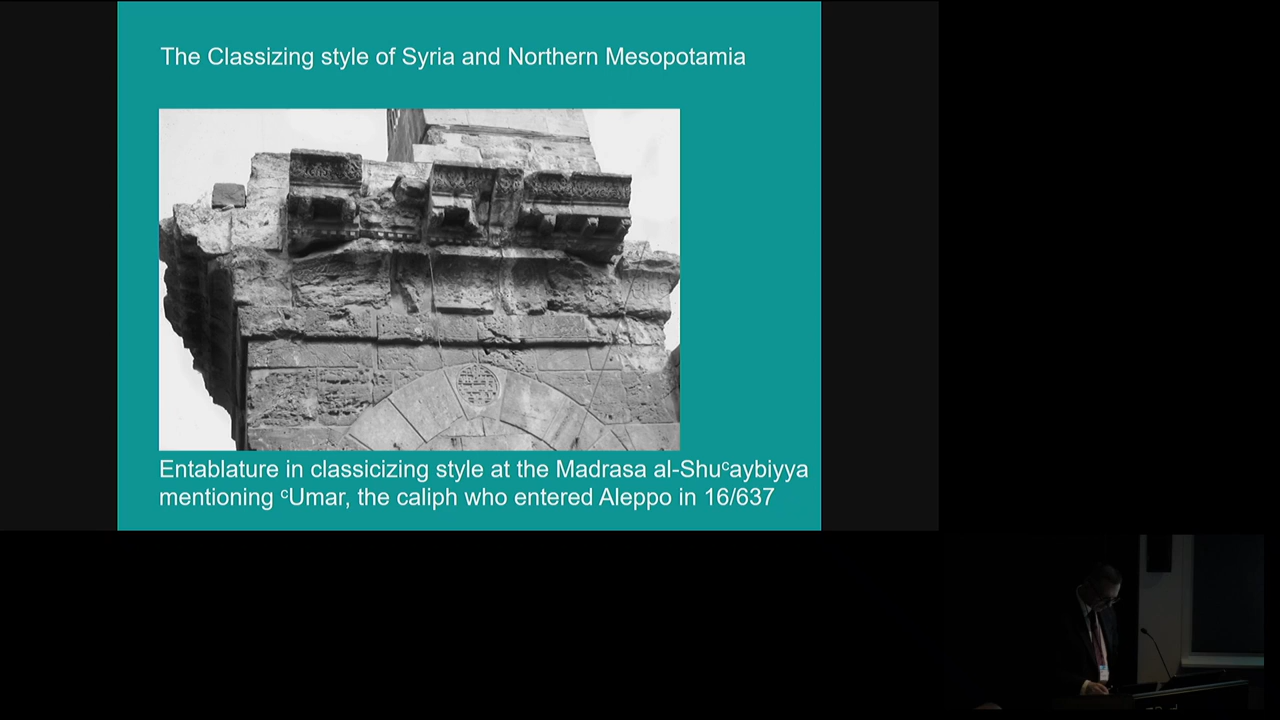 The Classizing style of Syria and Northern Mesopotamia
Entablature in classicizing style at the Madrasa al-Shuᶜaybiyya
mentioning ᶜUmar, the caliph who entered Aleppo in 16/637